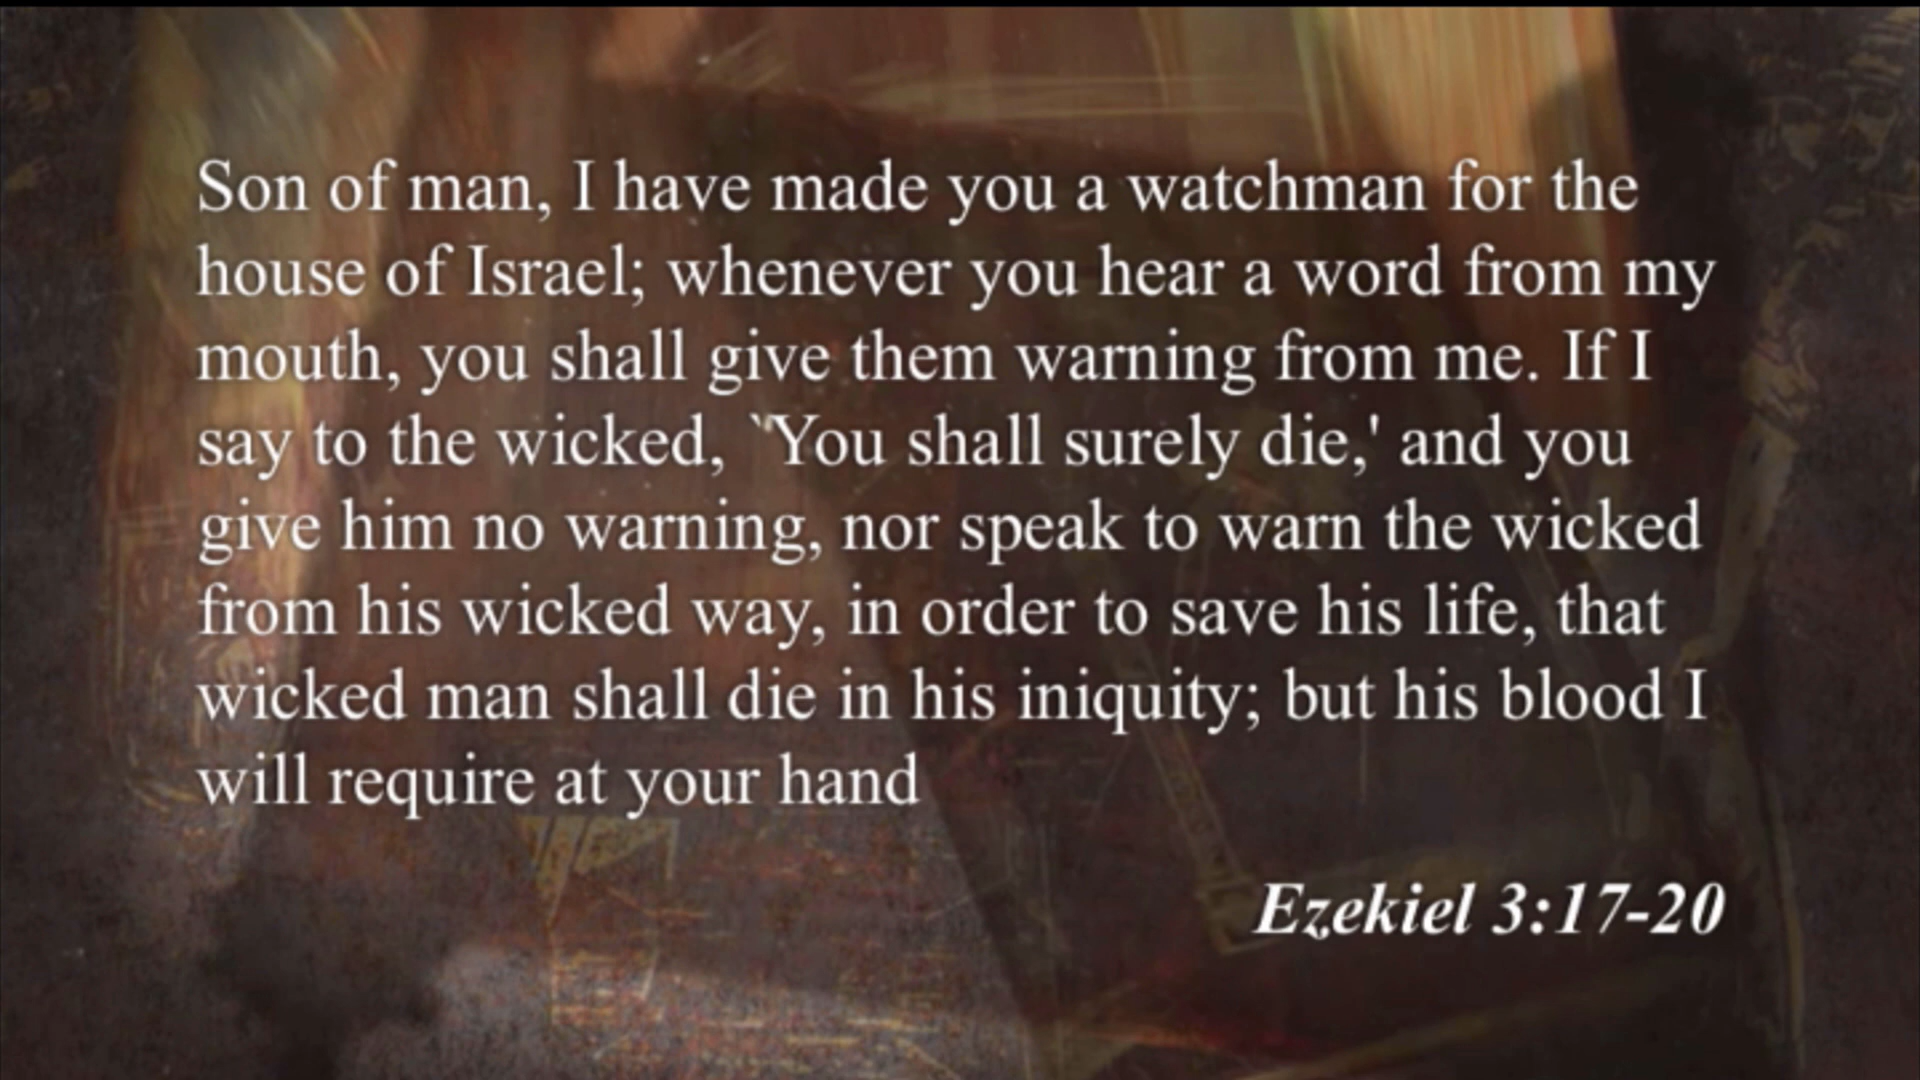 Son of man, I have made you a watchman for the
house of Israel; whenever you hear a word from my
mouth, you shall give them warning from me. If I
say to the wicked, `You shall surely die,' and you
give him no warning, nor speak to warn the wicked
from his wicked way, in order to save his life, that
wicked man shall die in his iniquity; but his blood I
will require at your hand
Ezekiel 3:17-20